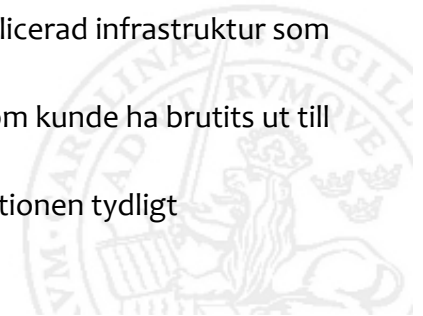 licerad infrastruktur som
om kunde ha brutits ut till
tionen tydligt